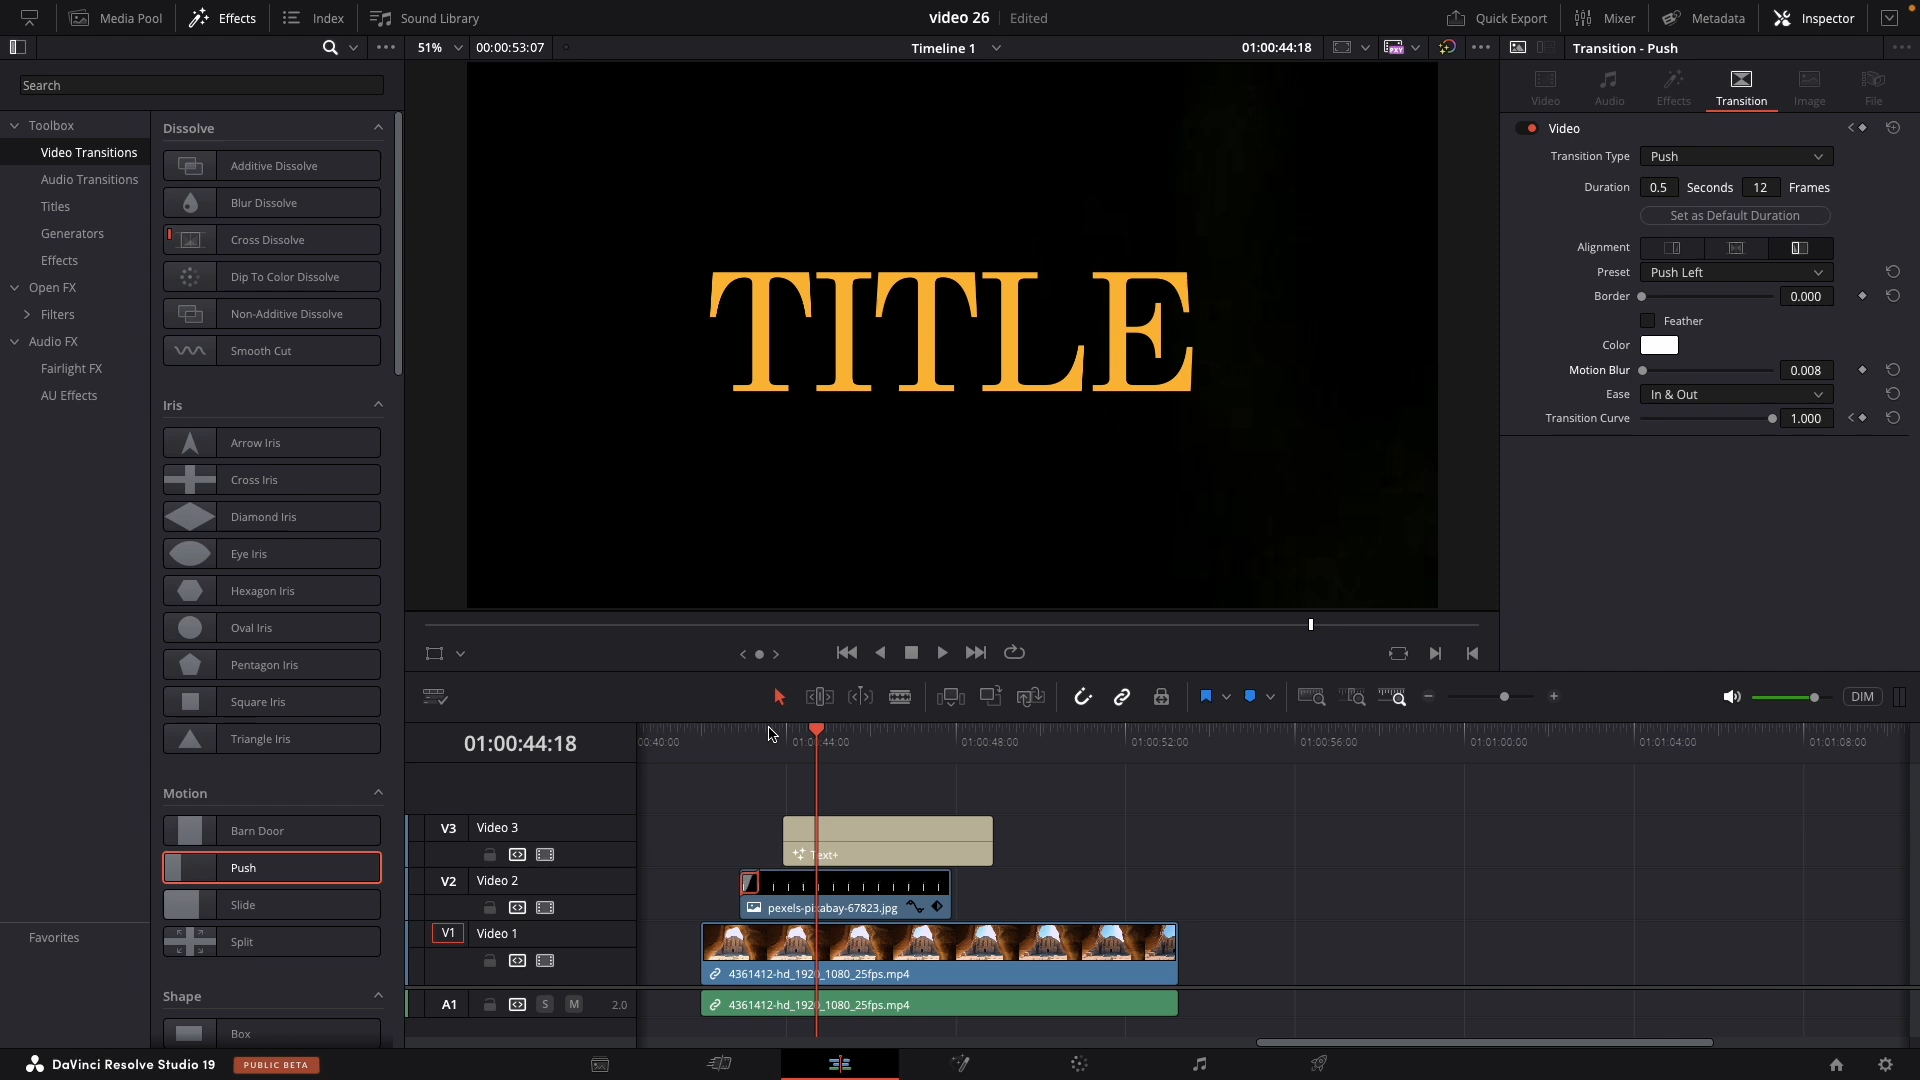 Media Pool
Effects
Index
Sound Library
video 26
Edited
Quick Export
Mixer
Metadata
Inspector
51%
00:00:53:07
Timeline 1
01:00:44:18
PXY
Transition - Push
Search
Toolbox
Video Transitions
Audio Transitions
Titles
Generators
Effects
Open FX
Filters
Audio FX
Fairlight FX
AU Effects
Favorites
Dissolve
Additive Dissolve
Blur Dissolve
Cross Dissolve
Dip To Color Dissolve
Non-Additive Dissolve
Smooth Cut
Iris
Arrow Iris
Cross Iris
Diamond Iris
Eye Iris
Hexagon Iris
Oval Iris
Pentagon Iris
Square Iris
Triangle Iris
Motion
Barn Door
Push
Slide
Split
Shape
Box
TITLE
Video
Audio
Effects
Transition
Image
File
Video
Transition Type Push
Duration 0.5 Seconds 12 Frames
Set as Default Duration
Alignment
Preset Push Left
Border 0.000
Feather
Color
Motion Blur 0.008
Ease In & Out
Transition Curve 1.000
DIM
01:00:44:18
00:40:00
01:00:44:00
01:00:48:00
01:00:52:00
01:00:56:00
01:01:00:00
01:01:04:00
01:01:08:00
V3 Video 3
Text+
V2 Video 2
pexels-pixabay-67823.jpg
V1 Video 1
4361412-hd_1920_1080_25fps.mp4
A1 S M 2.0
4361412-hd_1920_1080_25fps.mp4
DaVinci Resolve Studio 19
PUBLIC BETA